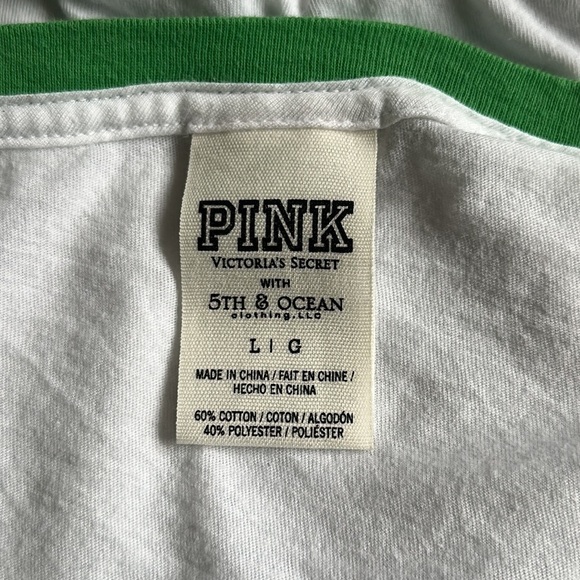 PINK
VICTORIA'S SECRET
WITH
5TH & OCEAN
clothing, LLC
L | G
MADE IN CHINA / FAIT EN CHINE /
HECHO EN CHINA
60% COTTON / COTON / ALGODÓN
40% POLYESTER / POLIÉSTER